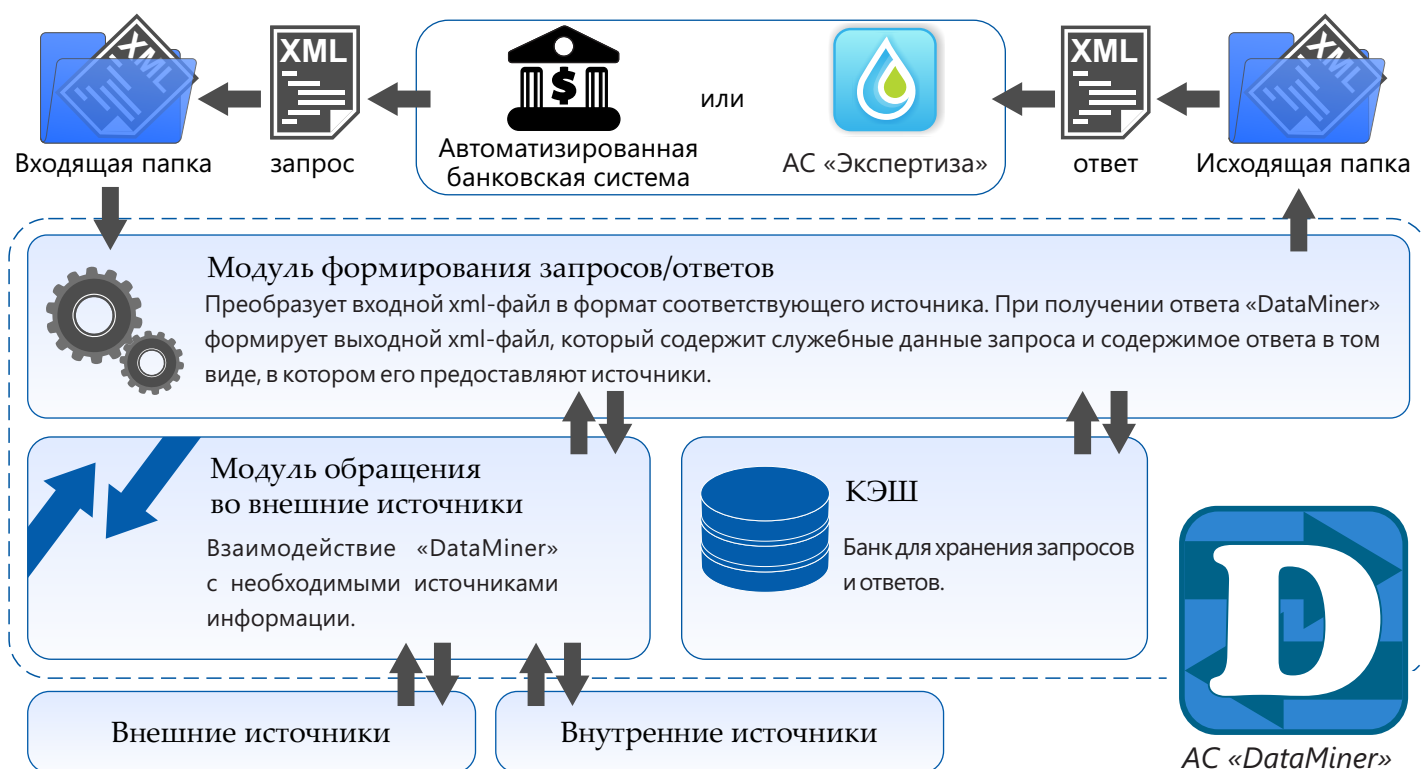 XML
XML
XML
XML
или
Входящая папка
запрос
Автоматизированная
банковская система
АС «Экспертиза»
ответ
Исходящая папка
Модуль формирования запросов/ответов
Преобразует входной xml-файл в формат соответствующего источника. При получении ответа «DataMiner»
формирует выходной xml-файл, который содержит служебные данные запроса и содержимое ответа в том
виде, в котором его предоставляют источники.
Модуль обращения
во внешние источники
Взаимодействие «DataMiner»
с необходимыми источниками
информации.
КЭШ
Банк для хранения запросов
и ответов.
D
Внешние источники
Внутренние источники
АС «DataMiner»